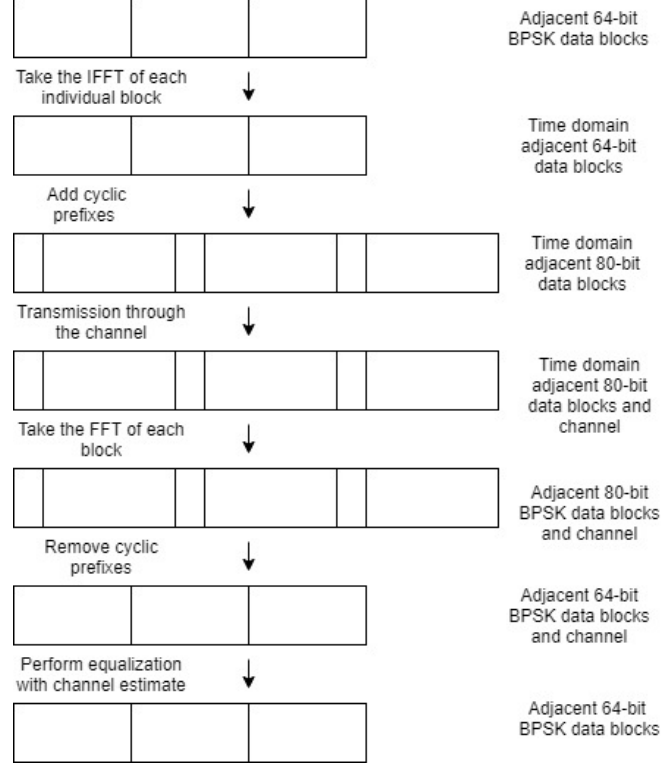 Adjacent 64-bit
BPSK data blocks
Take the IFFT of each
individual block
Time domain
adjacent 64-bit
data blocks
Add cyclic
prefixes
Time domain
adjacent 80-bit
data blocks
Transmission through
the channel
Time domain
adjacent 80-bit
data blocks and
channel
Take the FFT of each
block
Adjacent 80-bit
BPSK data blocks
and channel
Remove cyclic
prefixes
Adjacent 64-bit
BPSK data blocks
and channel
Perform equalization
with channel estimate
Adjacent 64-bit
BPSK data blocks